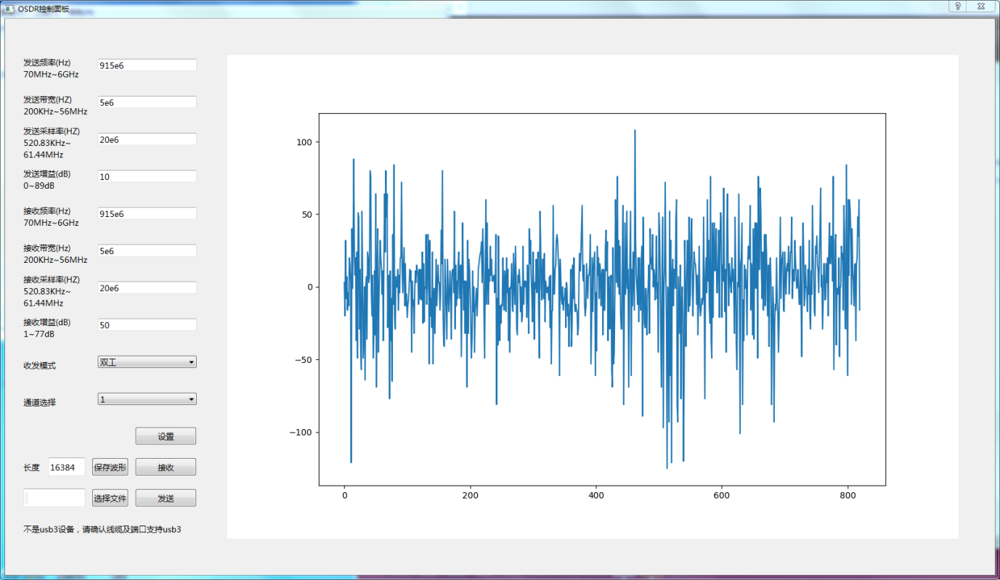 OSDR控制面板
发送频率(Hz)
70MHz~6GHz
915e6
发送带宽(HZ)
200KHz~56MHz
5e6
发送采样率(HZ)
520.83KHz~
61.44MHz
20e6
发送增益(dB)
0~89dB
10
接收频率(Hz)
70MHz~6GHz
915e6
接收带宽(Hz)
200KHz~56MHz
5e6
接收采样率(HZ)
520.83KHz~
61.44MHz
20e6
接收增益(dB)
1~77dB
50
收发模式
双工
通道选择
1
设置
长度 16384 保存波形 接收
选择文件 发送
不是usb3设备，请确认线缆及端口支持usb3
100
50
0
−50
−100
0 200 400 600 800